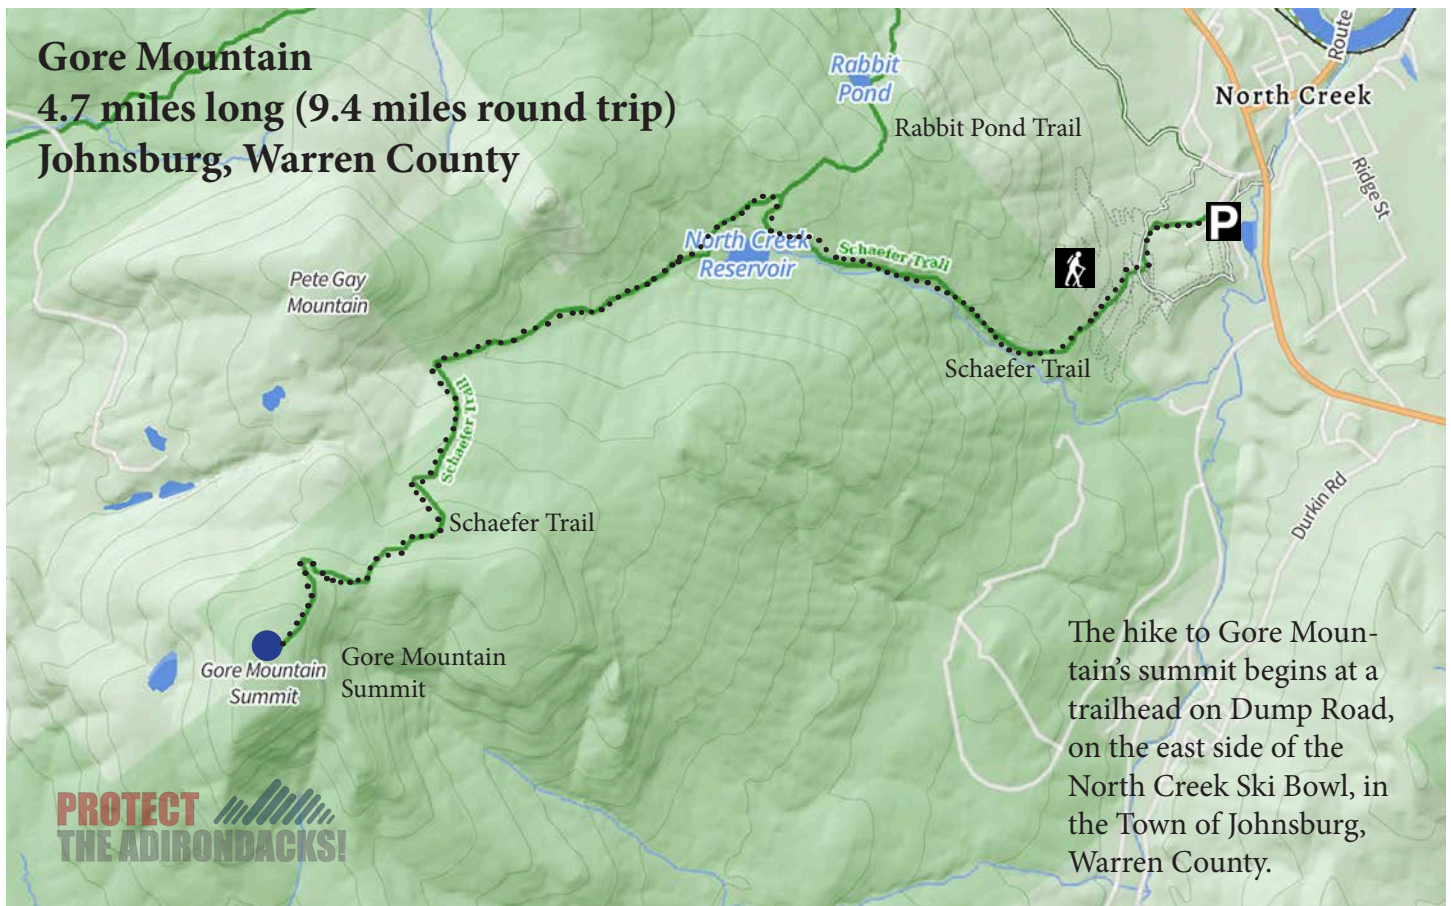 Gore Mountain
4.7 miles long (9.4 miles round trip)
Johnsburg, Warren County
Rabbit
Pond
Rabbit Pond Trail
Route
North Creek
Ridge St
P
North Creek
Reservoir
Schaefer Trail
Pete Gay
Mountain
Schaefer Trail
Schaefer Trail
Schaefer Trail
Durkin Rd
Gore Mountain
Summit
Gore Mountain
Summit
The hike to Gore Moun-
tain’s summit begins at a
trailhead on Dump Road,
on the east side of the
North Creek Ski Bowl, in
the Town of Johnsburg,
Warren County.
PROTECT
THE ADIRONDACKS!